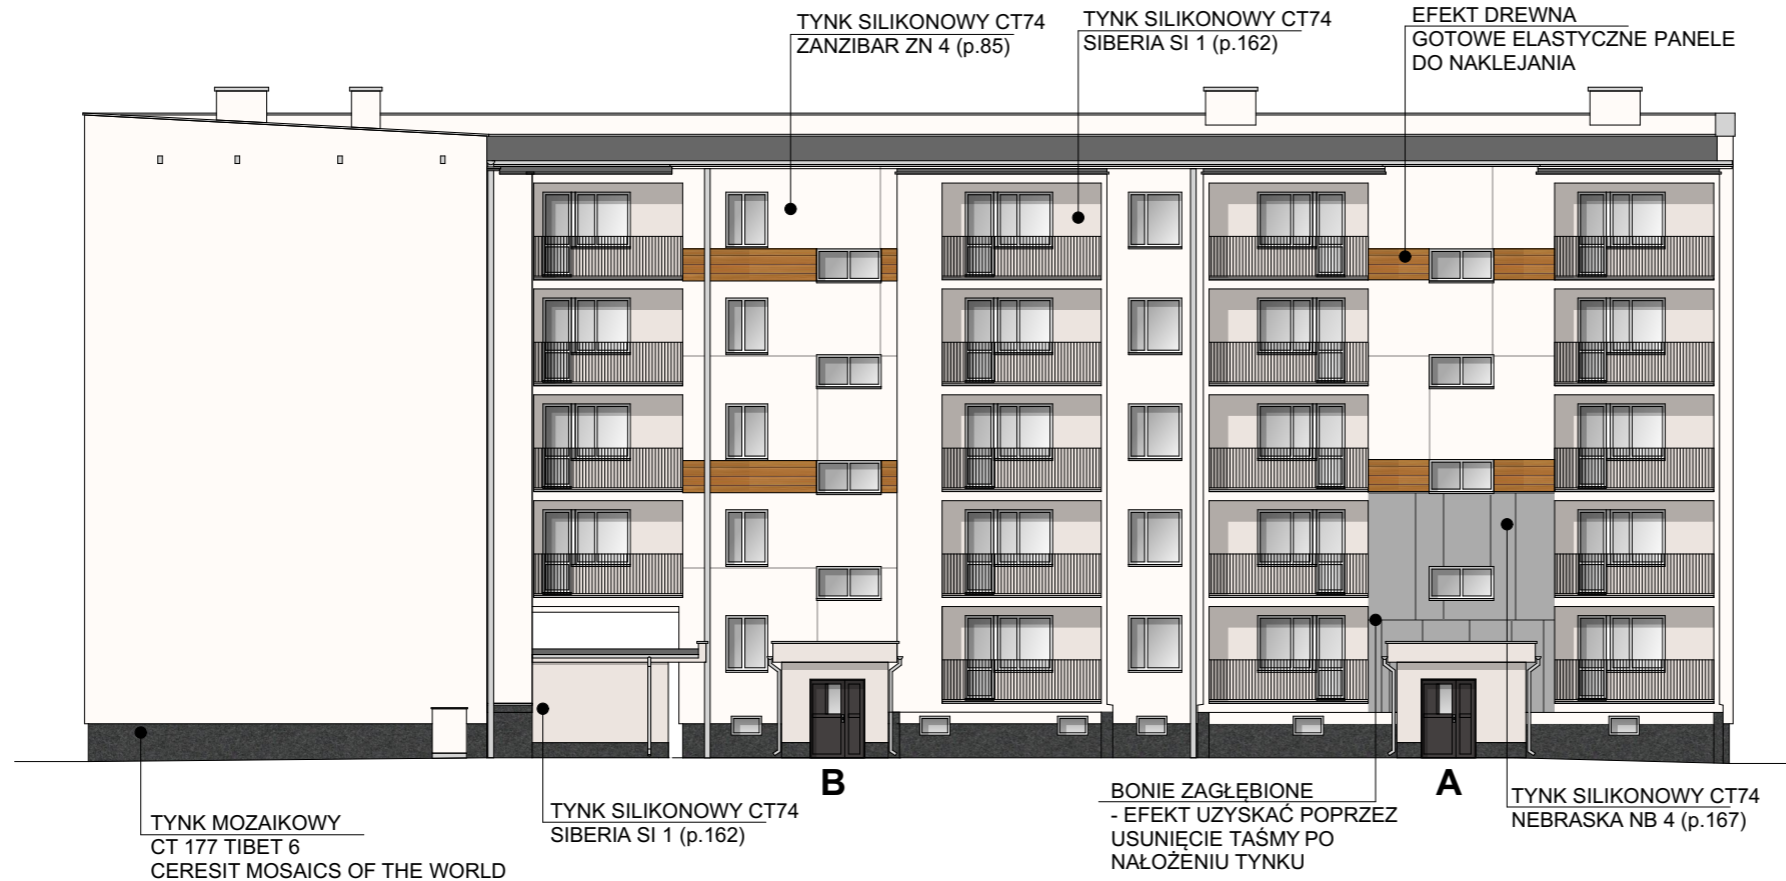 TYNK SILIKONOWY CT74
ZANZIBAR ZN 4 (p.85)
TYNK SILIKONOWY CT74
SIBERIA SI 1 (p.162)
EFEKT DREWNA
GOTOWE ELASTYCZNE PANELE
DO NAKLEJANIA
B
A
TYNK MOZAIKOWY
CT 177 TIBET 6
CERESIT MOSAICS OF THE WORLD
TYNK SILIKONOWY CT74
SIBERIA SI 1 (p.162)
BONIE ZAGŁĘBIONE
- EFEKT UZYSKAĆ POPRZEZ
USUNIĘCIE TAŚMY PO
NAŁOŻENIU TYNKU
TYNK SILIKONOWY CT74
NEBRASKA NB 4 (p.167)